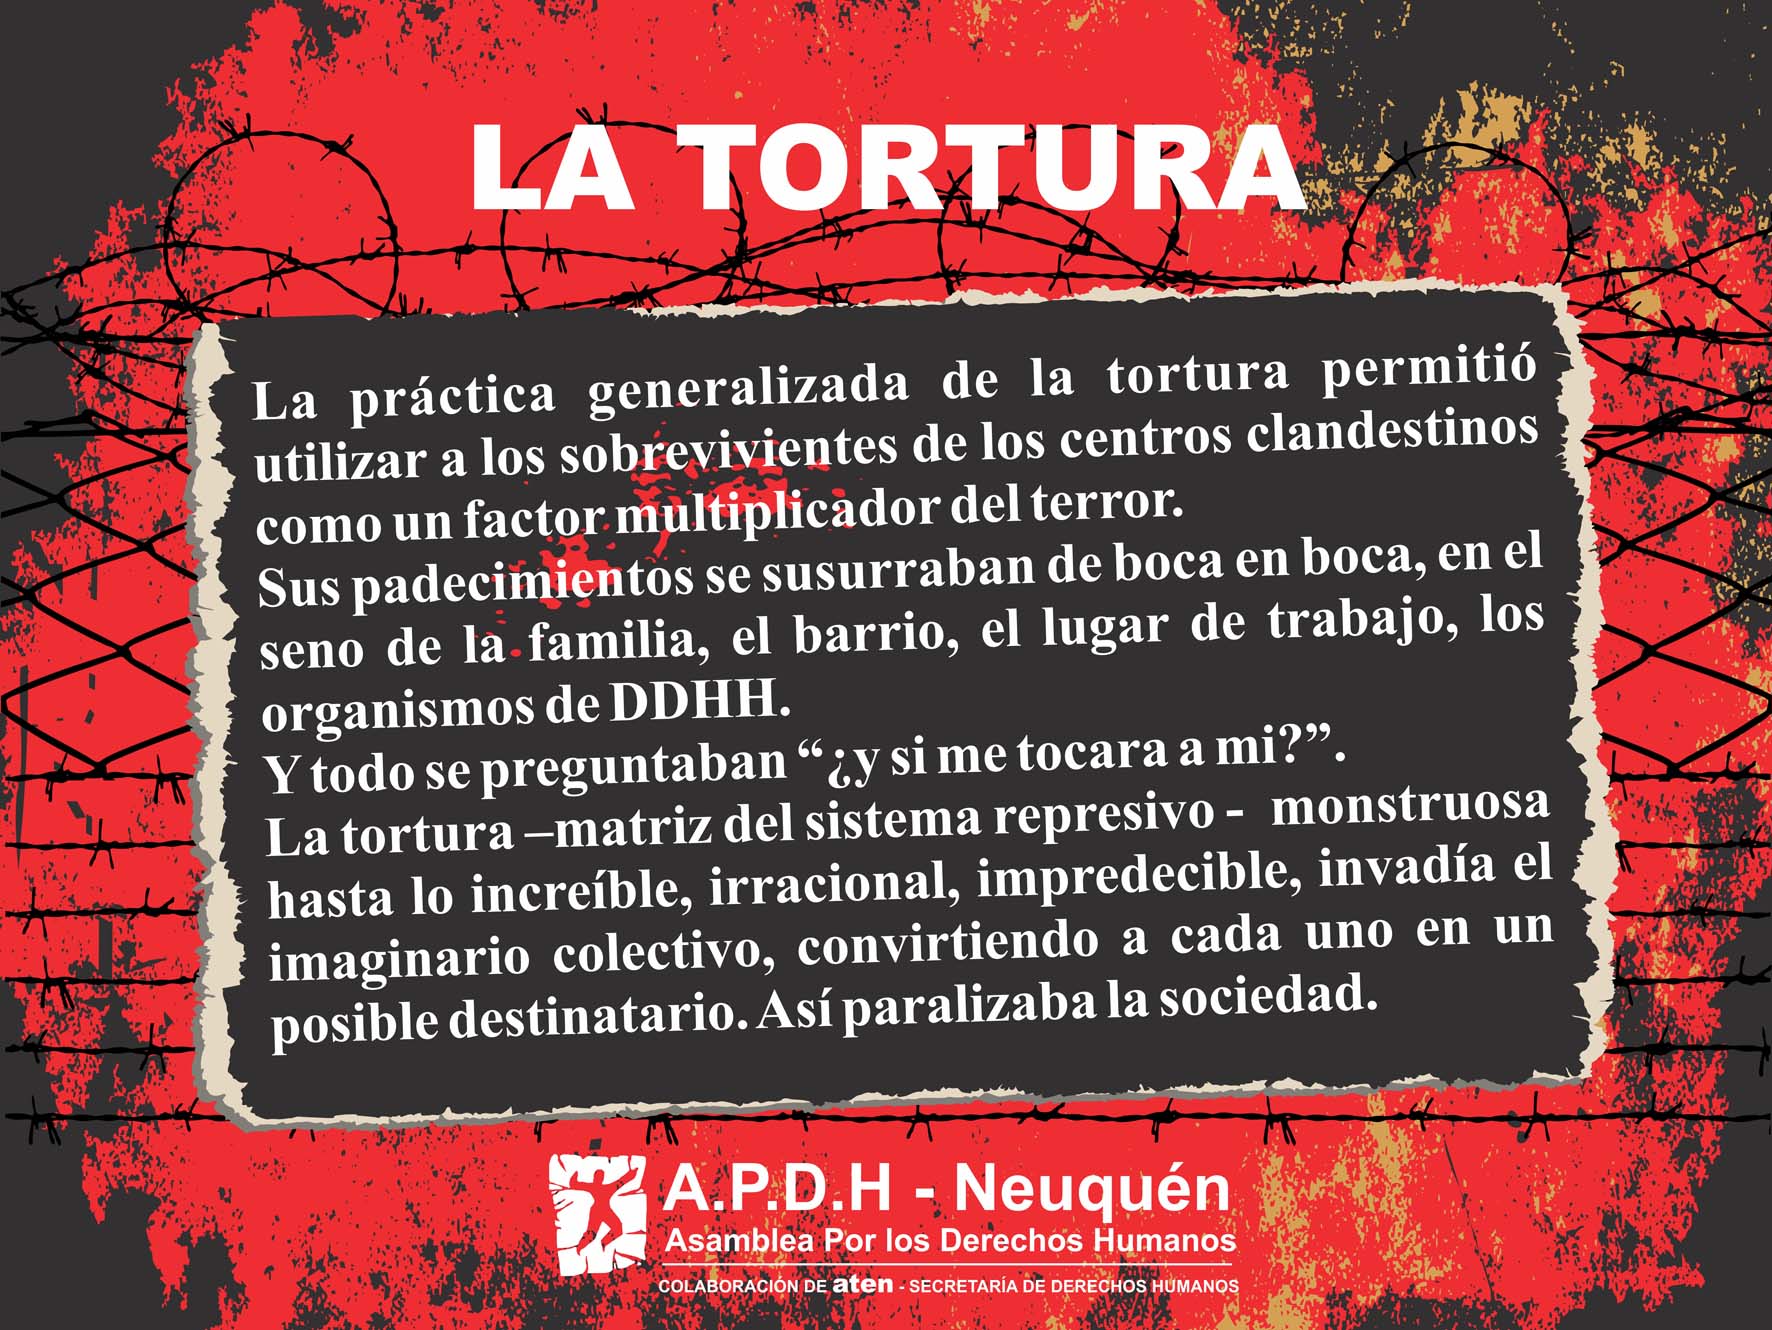 LA TORTURA
La práctica generalizada de la tortura permitió
utilizar a los sobrevivientes de los centros clandestinos
como un factor multiplicador del terror.
Sus padecimientos se susurraban de boca en boca, en el
seno de la familia, el barrio, el lugar de trabajo, los
organismos de DDHH.
Y todo se preguntaban “¿y si me tocara a mi?”.
La tortura –matriz del sistema represivo - monstruosa
hasta lo increíble, irracional, impredecible, invadía el
imaginario colectivo, convirtiendo a cada uno en un
posible destinatario. Así paralizaba la sociedad.
A.P.D.H - Neuquén
Asamblea Por los Derechos Humanos
COLABORACIÓN DE aten - SECRETARÍA DE DERECHOS HUMANOS